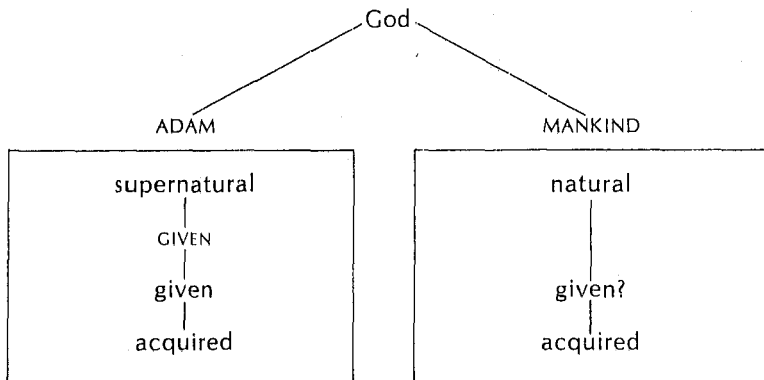 God
ADAM
MANKIND
supernatural
natural
GIVEN
given
given?
acquired
acquired